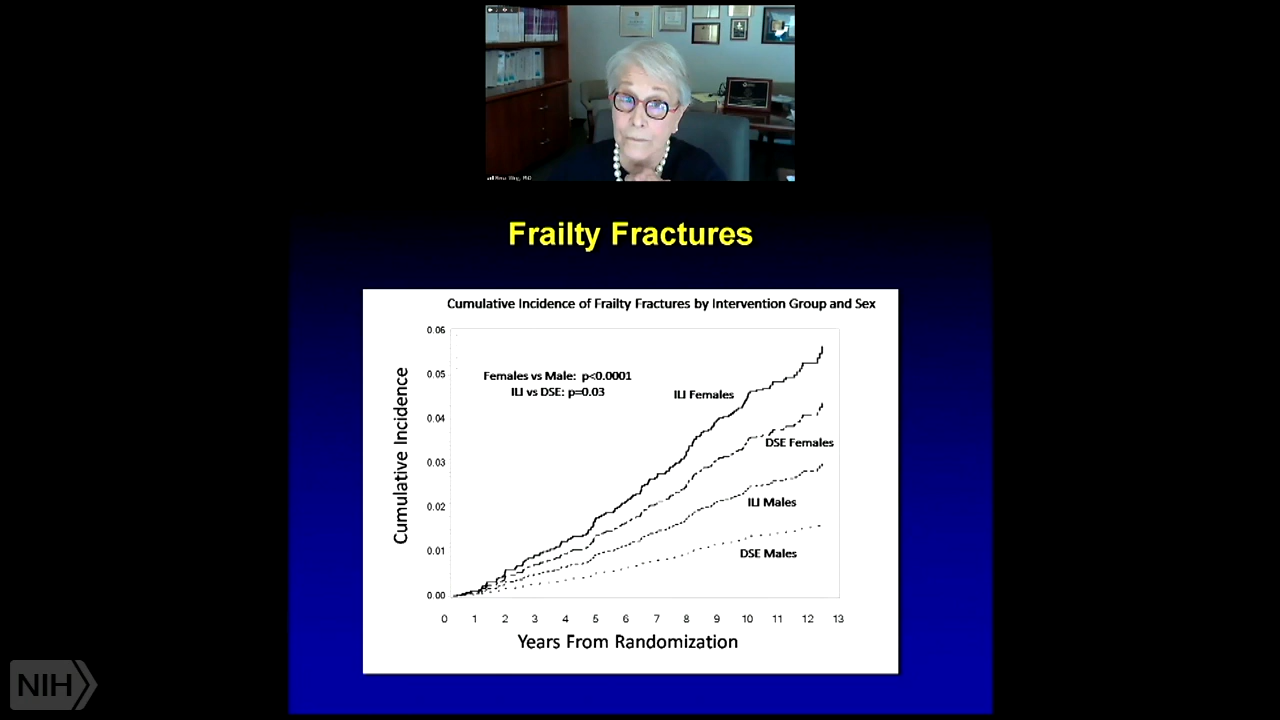 Rena Wing, PhD
Frailty Fractures
Cumulative Incidence of Frailty Fractures by Intervention Group and Sex
0.06
0.05
0.04
0.03
0.02
0.01
0.00
Cumulative Incidence
Females vs Male: p<0.0001
ILI vs DSE: p=0.03
ILI Females
DSE Females
ILI Males
DSE Males
0 1 2 3 4 5 6 7 8 9 10 11 12 13
Years From Randomization
NIH